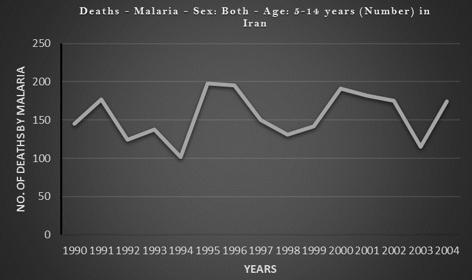 Deaths - Malaria - Sex: Both - Age: 5-14 years (Number) in
Iran
250
200
150
100
50
0
NO. OF DEATHS BY MALARIA
1990 1991 1992 1993 1994 1995 1996 1997 1998 1999 2000 2001 2002 2003 2004
YEARS